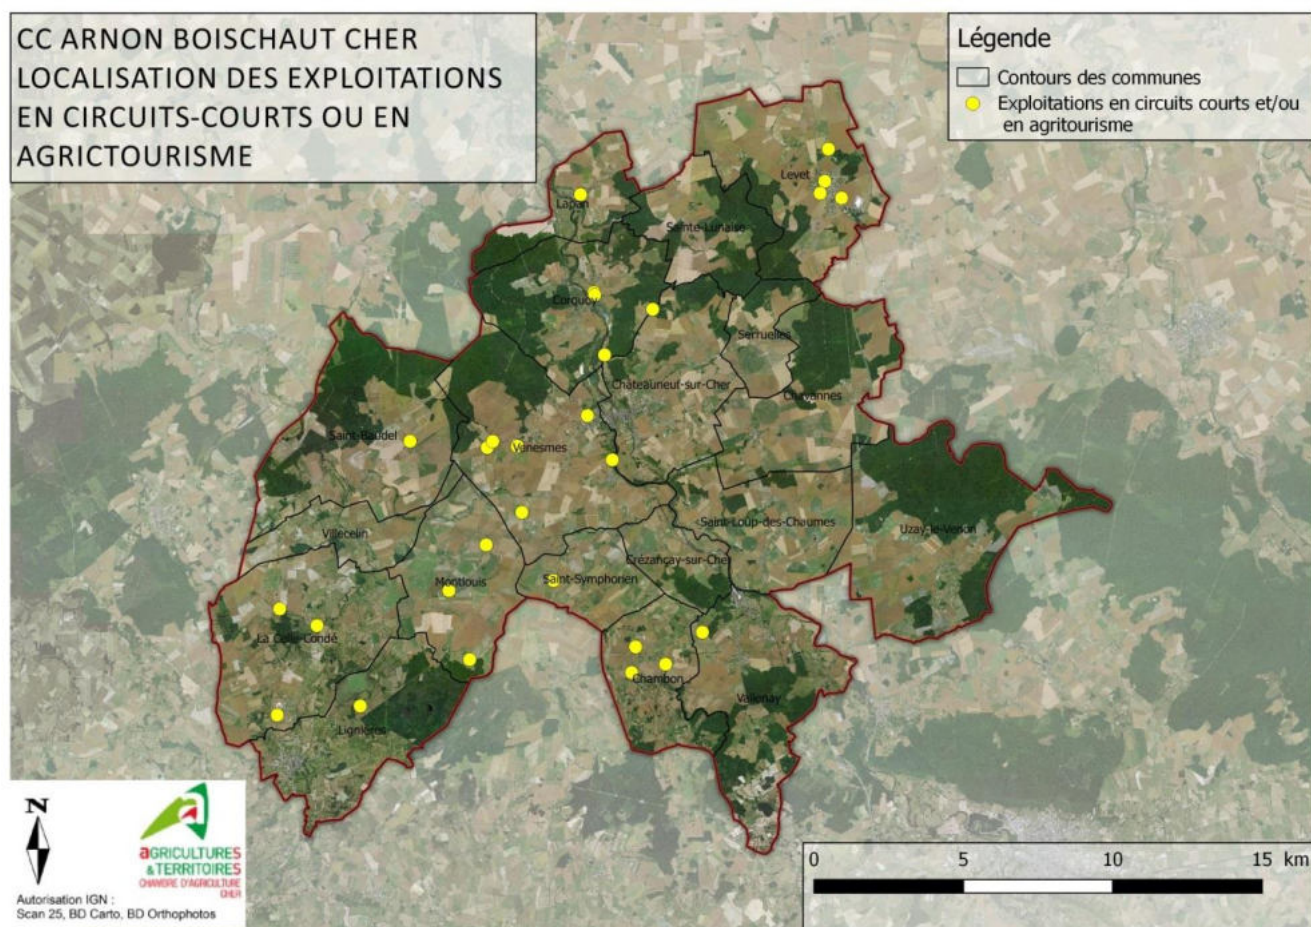 CC ARNON BOISCHAUT CHER
LOCALISATION DES EXPLOITATIONS
EN CIRCUITS-COURTS OU EN
AGRICTOURISME
Légende
Contours des communes
Exploitations en circuits courts et/ou
en agritourisme
Levet
Lapan
Sainte-Lunaise
Corquoy
Serruelles
Châteauneuf-sur-Cher
Chavannes
Saint-Baudel
Venesmes
Saint-Loup-des-Chaumes
Uzay-le-Venon
Villecelin
Crézançay-sur-Cher
Montlouis
Saint-Symphorien
La Celle-Condé
Chambon
Vallenay
Lignières
N
aGRICULTURES
& TERRITOIRES
CHAMBRE D'AGRICULTURE
CHER
Autorisation IGN :
Scan 25, BD Carto, BD Orthophotos
0 5 10 15 km